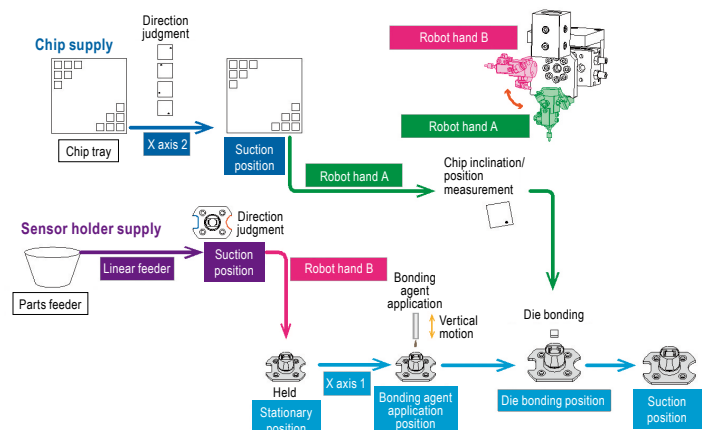 Direction
judgment
Chip supply
Robot hand B
Robot hand A
Chip tray
X axis 2
Suction
position
Robot hand A
Chip inclination/
position
measurement
Sensor holder supply
Direction
judgment
Linear feeder
Suction
position
Robot hand B
Parts feeder
Bonding
agent
application
Vertical
motion
Die bonding
Held
X axis 1
Stationary
position
Bonding agent
application
position
Die bonding position
Suction
position